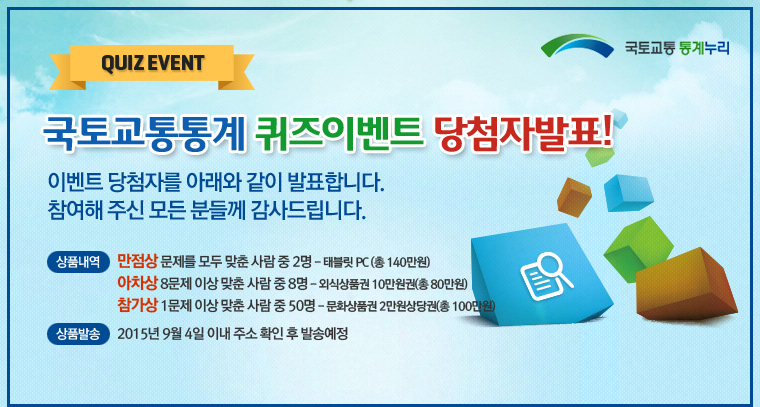 QUIZ EVENT
국토교통 통계누리
국토교통통계 퀴즈이벤트 당첨자발표!
이벤트 당첨자를 아래와 같이 발표합니다.
참여해 주신 모든 분들께 감사드립니다.
상품내역 만점상 문제를 모두 맞춘 사람 중 2명 – 태블릿 PC (총 140만원)
아차상 8문제 이상 맞춘 사람 중 8명 – 외식상품권 10만원권(총 80만원)
참가상 1문제 이상 맞춘 사람 중 50명 – 문화상품권 2만원상당권(총 100만원)
상품발송 2015년 9월 4일 이내 주소 확인 후 발송예정